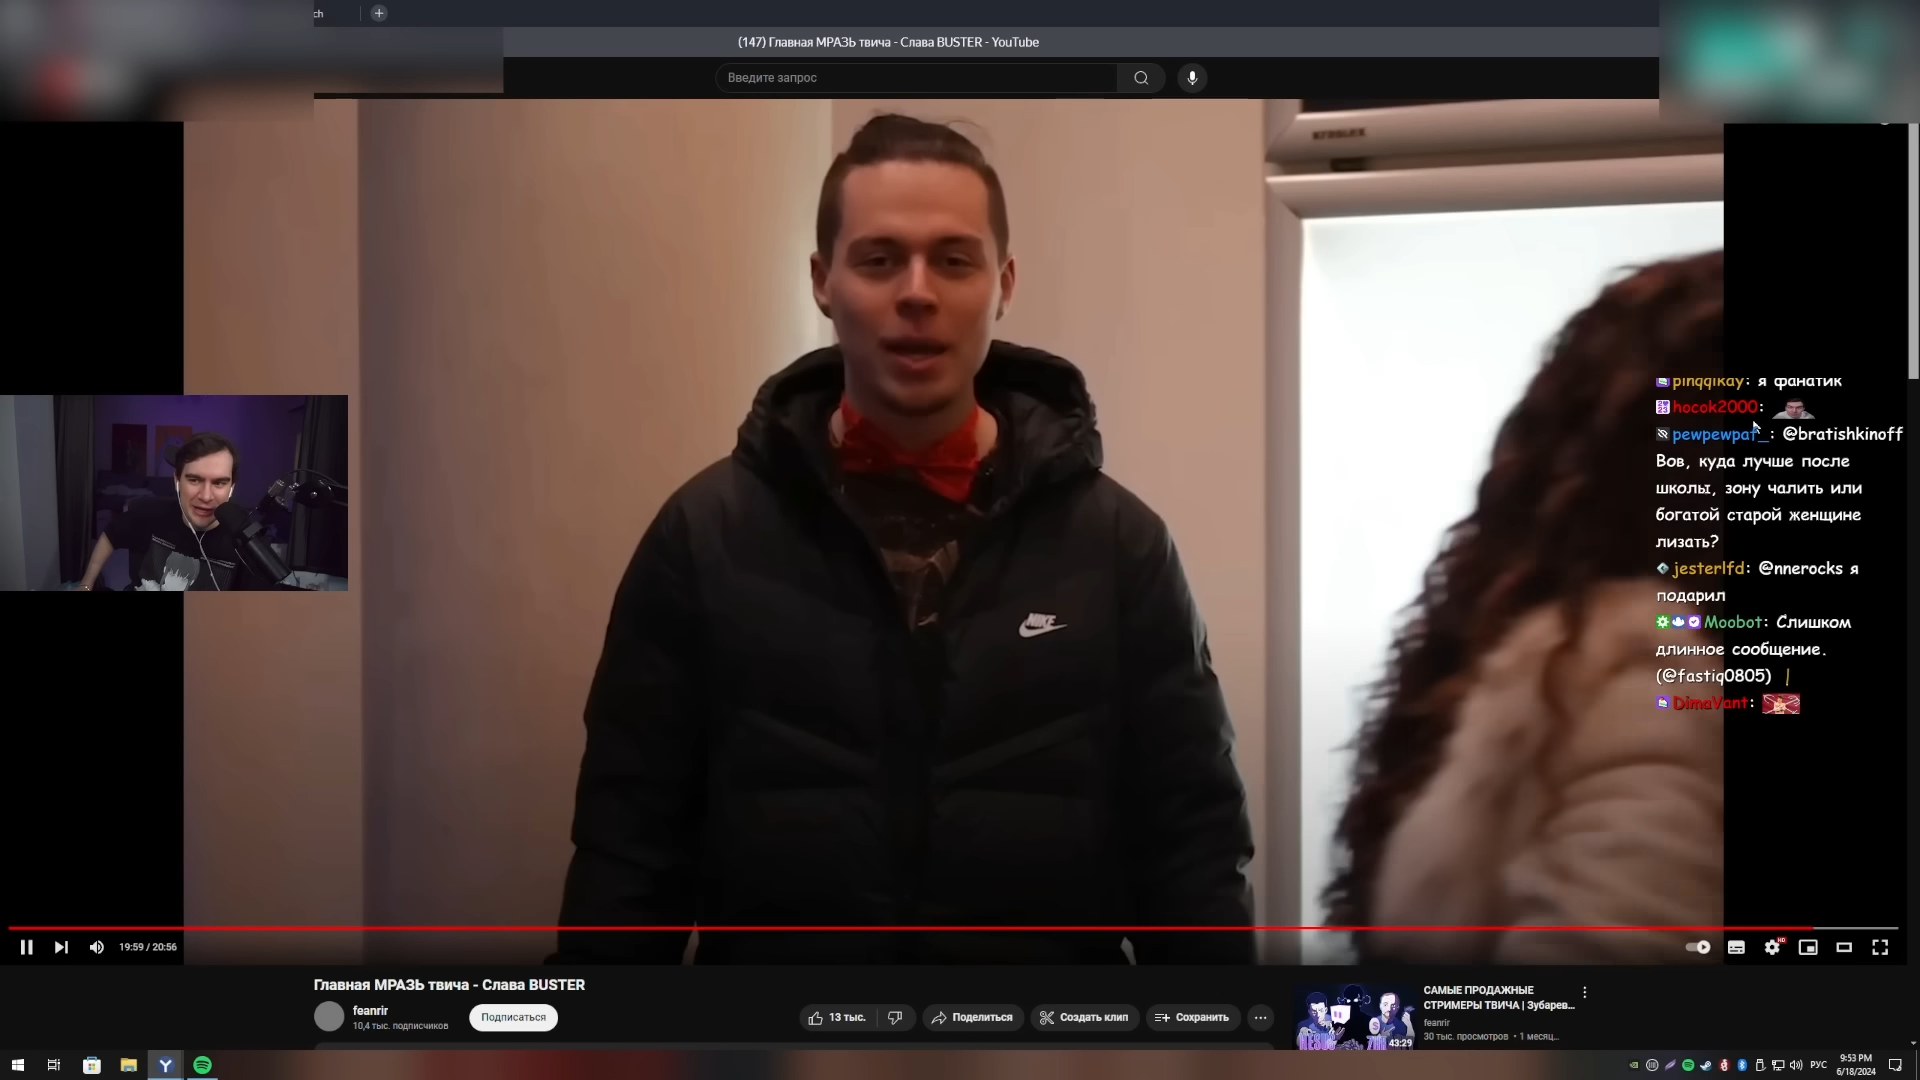 ch
(147) Главная МРАЗЬ твича - Слава BUSTER - YouTube
Введите запрос
pinqqikay: я фанатик
hocok2000:
pewpewpaf_: @bratishkinoff
Вов, куда лучше после
школы, зону чалить или
богатой старой женщине
лизать?
jesterlfd: @nnerocks я
подарил
Moobot: Слишком
длинное сообщение.
(@fastiq0805)
DimaVant:
NIKE
19:59 / 20:56
HD
Главная МРАЗЬ твича - Слава BUSTER
feanrir
10,4 тыс. подписчиков
Подписаться
13 тыс.
Поделиться
Создать клип
Сохранить
САМЫЕ ПРОДАЖНЫЕ
СТРИМЕРЫ ТВИЧА | Зубарев...
feanrir
30 тыс. просмотров • 1 месяц...
43:29
РУС
9:53 PM
6/18/2024